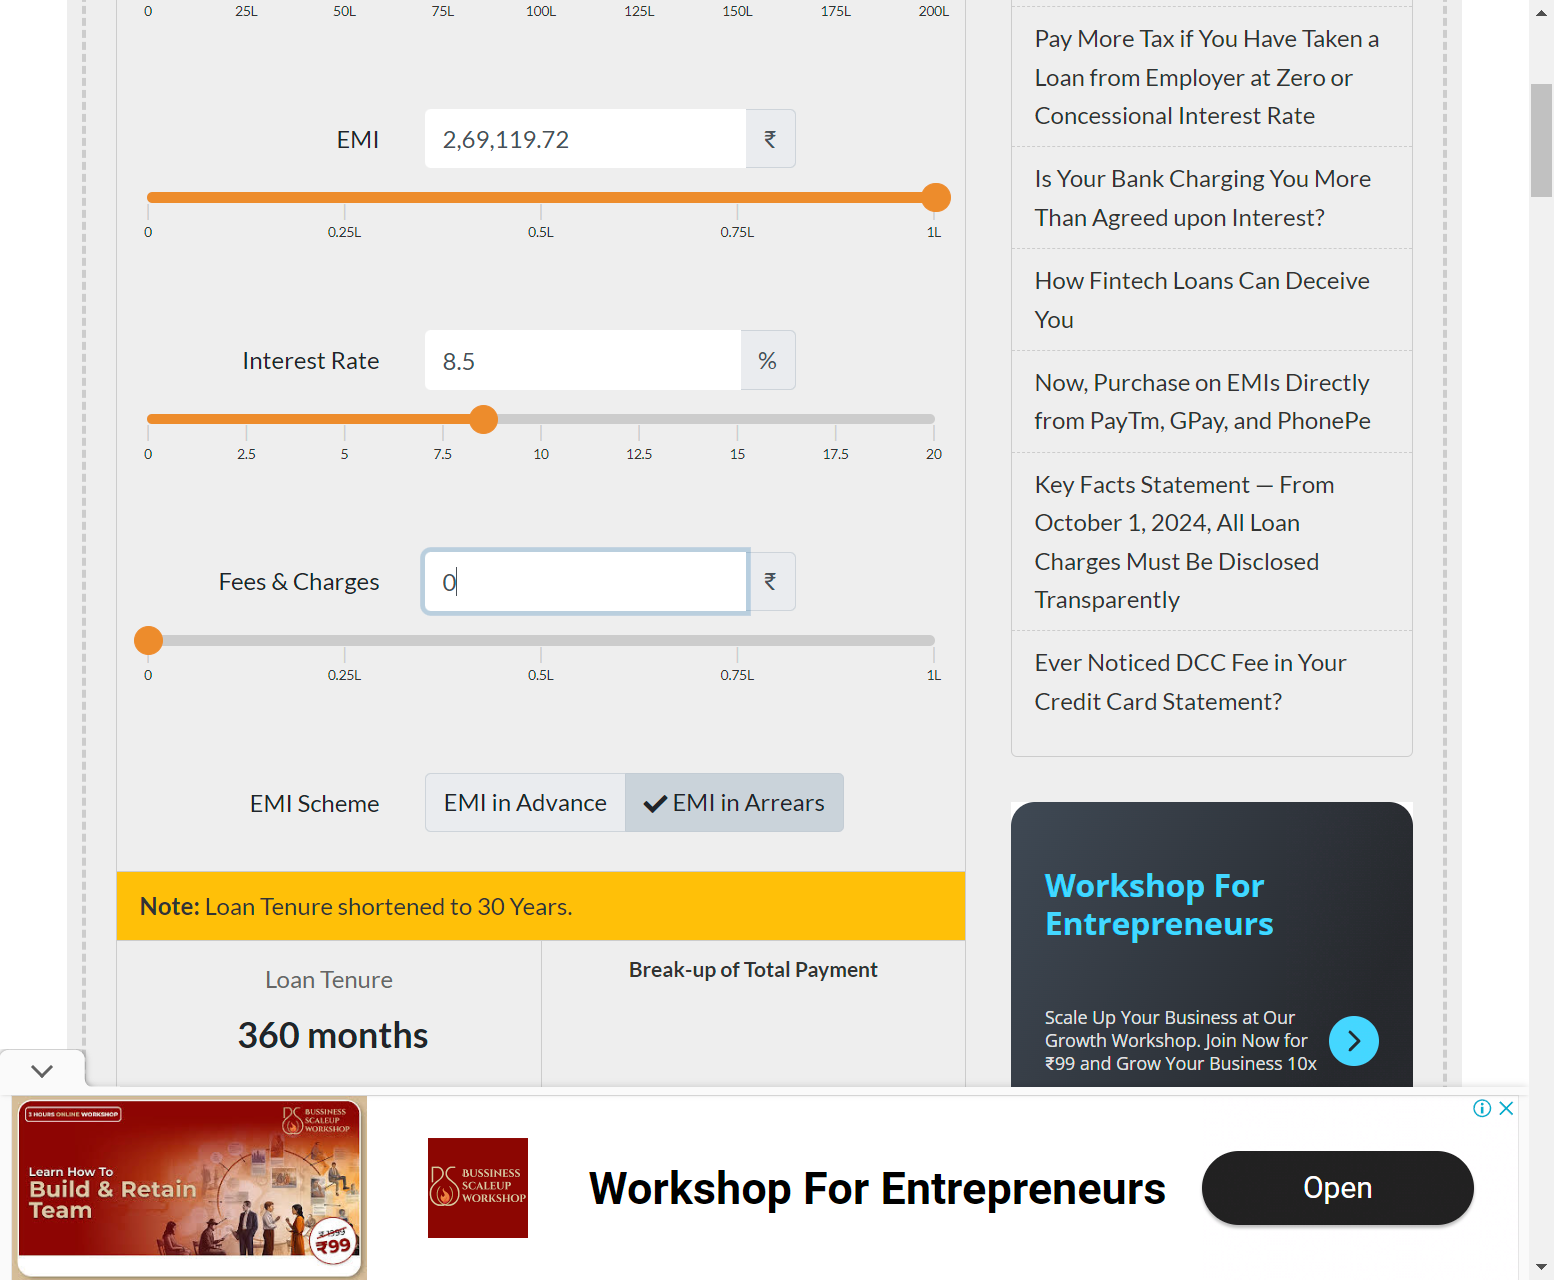 0 25L 50L 75L 100L 125L 150L 175L 200L
EMI 2,69,119.72 ₹
0 0.25L 0.5L 0.75L 1L
Interest Rate 8.5 %
0 2.5 5 7.5 10 12.5 15 17.5 20
Fees & Charges 0 ₹
0 0.25L 0.5L 0.75L 1L
EMI Scheme EMI in Advance EMI in Arrears
Note: Loan Tenure shortened to 30 Years.
Loan Tenure
360 months
Break-up of Total Payment
Pay More Tax if You Have Taken a
Loan from Employer at Zero or
Concessional Interest Rate
Is Your Bank Charging You More
Than Agreed upon Interest?
How Fintech Loans Can Deceive
You
Now, Purchase on EMIs Directly
from PayTm, GPay, and PhonePe
Key Facts Statement — From
October 1, 2024, All Loan
Charges Must Be Disclosed
Transparently
Ever Noticed DCC Fee in Your
Credit Card Statement?
Workshop For
Entrepreneurs
Scale Up Your Business at Our
Growth Workshop. Join Now for
₹99 and Grow Your Business 10x
3 HOURS ONLINE WORKSHOP
BUSSINESS
SCALEUP
WORKSHOP
Learn How To
Build & Retain
Team
₹ 1399
₹99
BUSSINESS
SCALEUP
WORKSHOP
Workshop For Entrepreneurs
Open